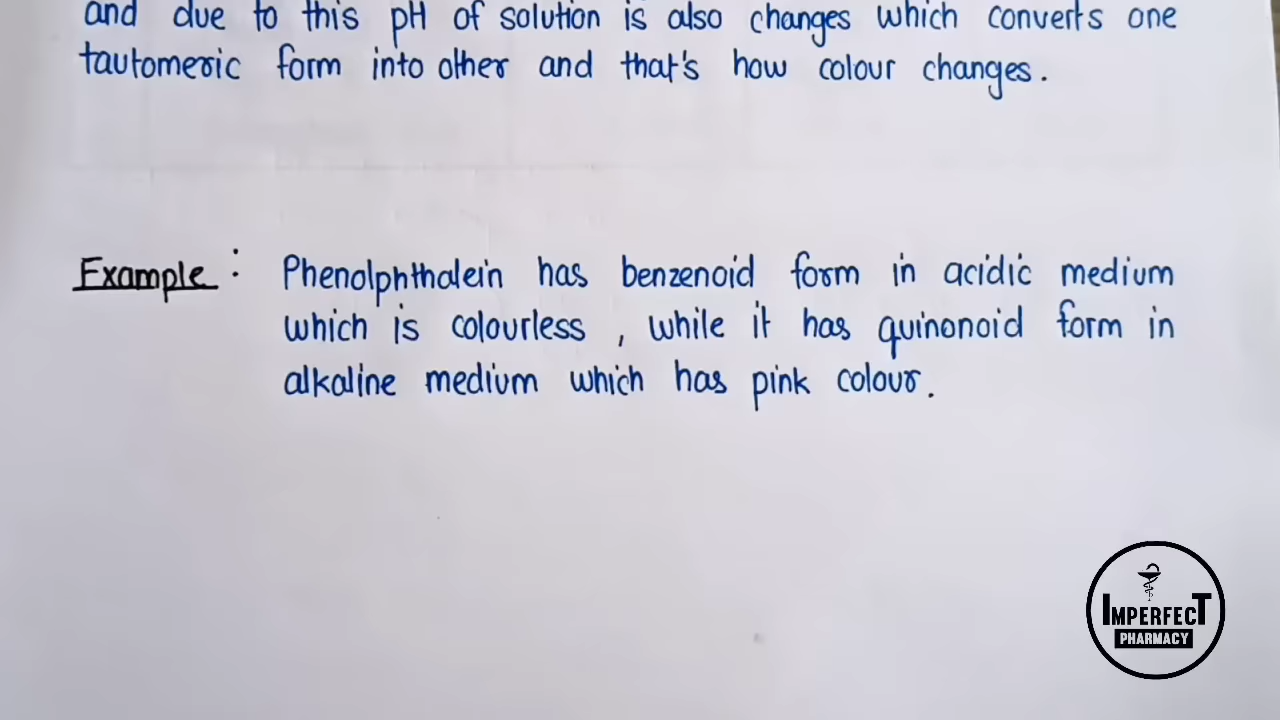 and due to this pH of solution is also changes which converts one
tautomeric form into other and that's how colour changes.
Example : Phenolphthalein has benzenoid form in acidic medium
which is colourless , while it has quinonoid form in
alkaline medium which has pink colour.
IMPERFECT
PHARMACY